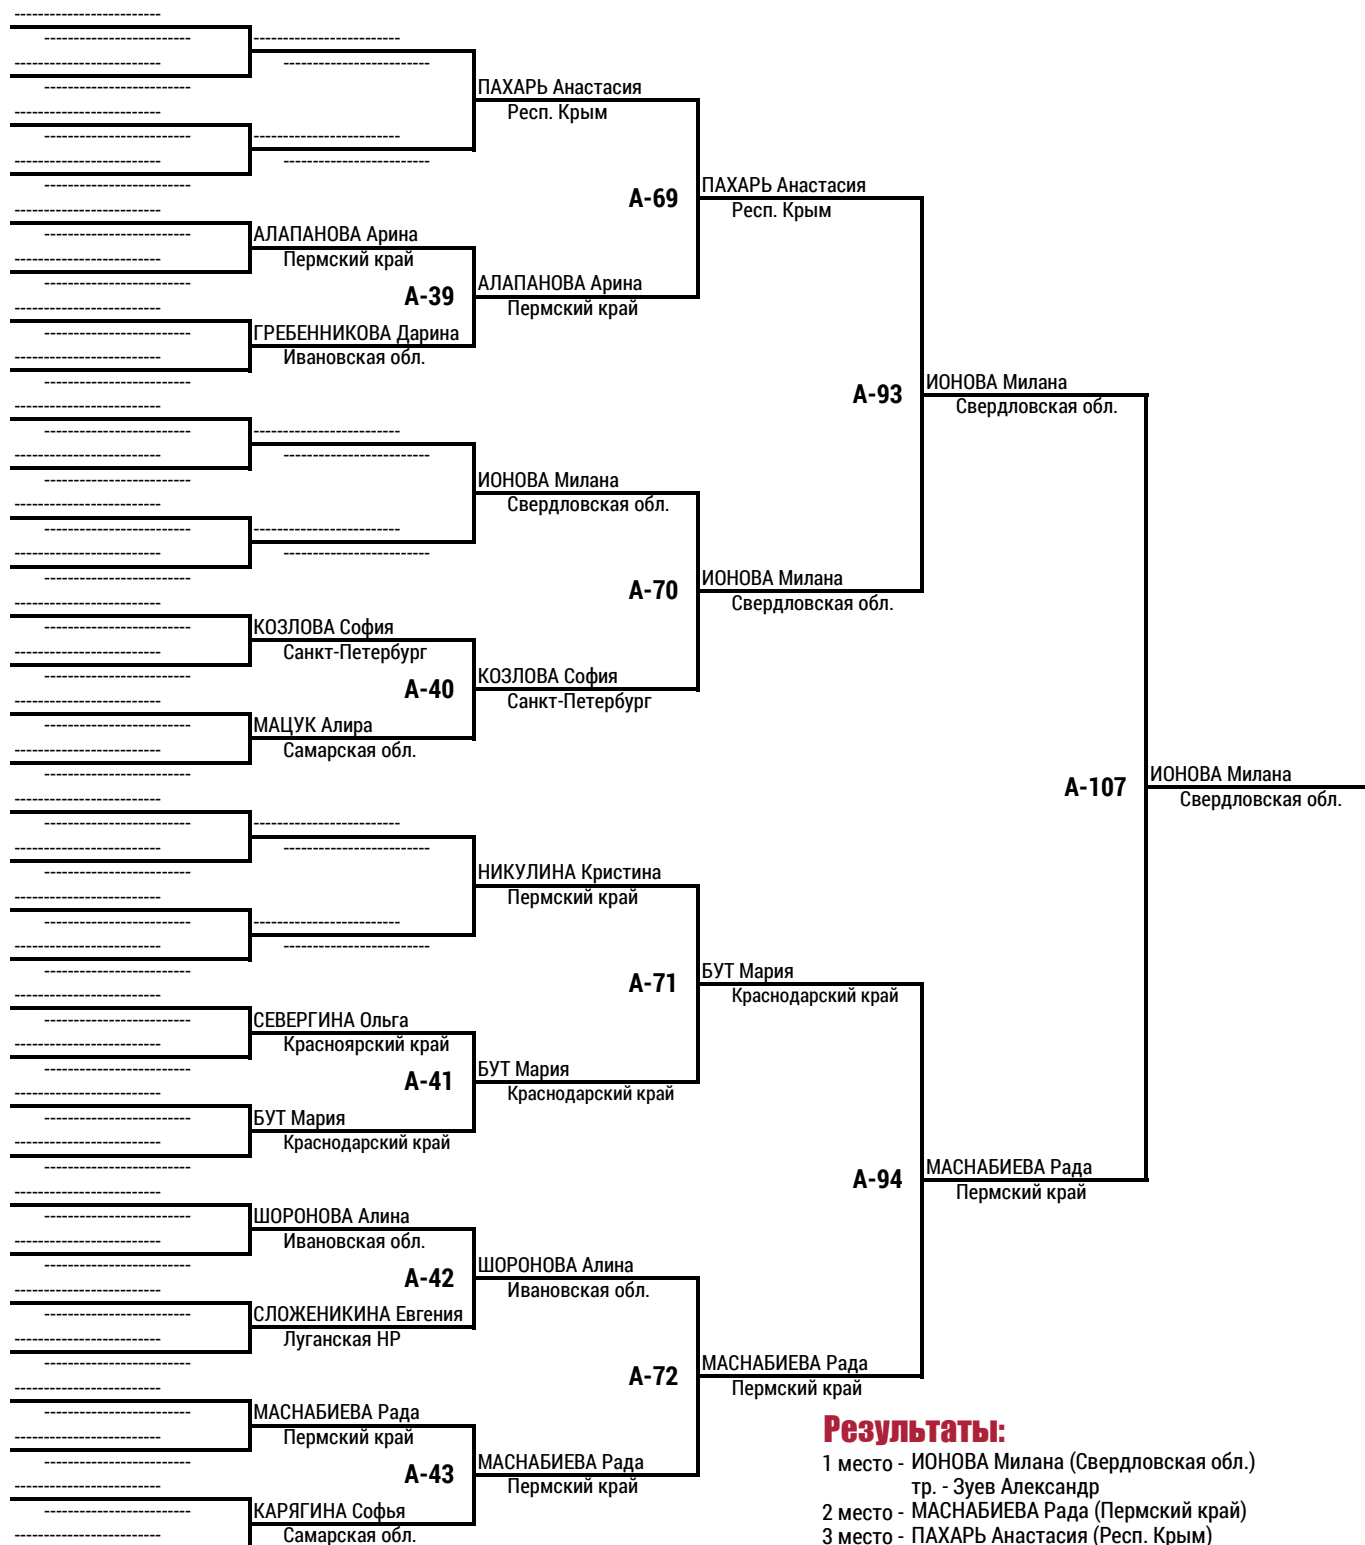 ПАХАРЬ Анастасия
Респ. Крым
А-69
ПАХАРЬ Анастасия
Респ. Крым
АЛАПАНОВА Арина
Пермский край
А-39
АЛАПАНОВА Арина
Пермский край
ГРЕБЕННИКОВА Дарина
Ивановская обл.
А-93
ИОНОВА Милана
Свердловская обл.
ИОНОВА Милана
Свердловская обл.
А-70
ИОНОВА Милана
Свердловская обл.
КОЗЛОВА София
Санкт-Петербург
А-40
КОЗЛОВА София
Санкт-Петербург
МАЦУК Алира
Самарская обл.
А-107
ИОНОВА Милана
Свердловская обл.
НИКУЛИНА Кристина
Пермский край
А-71
БУТ Мария
Краснодарский край
СЕВЕРГИНА Ольга
Красноярский край
А-41
БУТ Мария
Краснодарский край
БУТ Мария
Краснодарский край
А-94
МАСНАБИЕВА Рада
Пермский край
ШОРОНОВА Алина
Ивановская обл.
А-42
ШОРОНОВА Алина
Ивановская обл.
СЛОЖЕНИКИНА Евгения
Луганская НР
А-72
МАСНАБИЕВА Рада
Пермский край
МАСНАБИЕВА Рада
Пермский край
А-43
МАСНАБИЕВА Рада
Пермский край
КАРЯГИНА Софья
Самарская обл.
Результаты:
1 место - ИОНОВА Милана (Свердловская обл.)
тр. - Зуев Александр
2 место - МАСНАБИЕВА Рада (Пермский край)
3 место - ПАХАРЬ Анастасия (Респ. Крым)